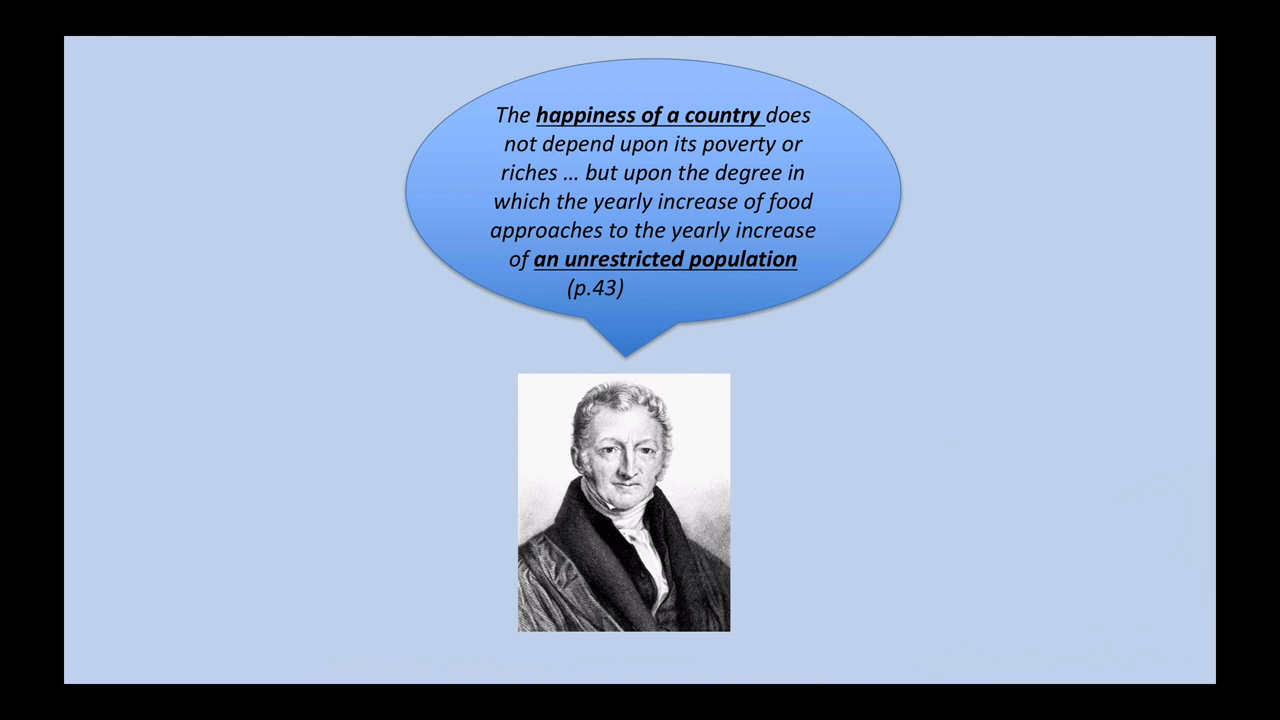 The happiness of a country does
not depend upon its poverty or
riches ... but upon the degree in
which the yearly increase of food
approaches to the yearly increase
of an unrestricted population
(p.43)